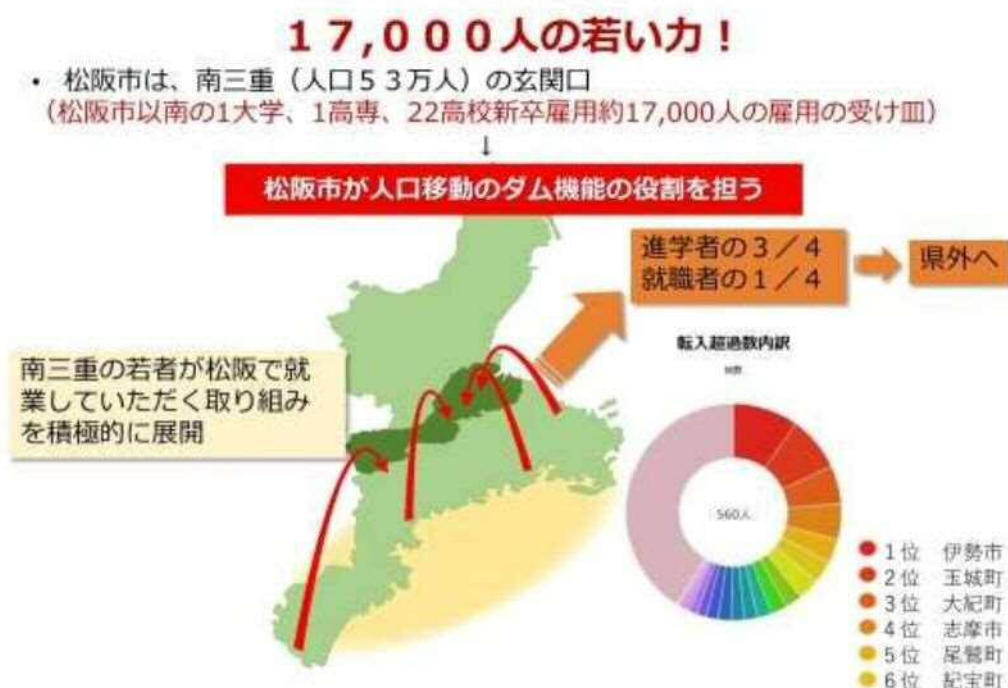 17,000人の若い力！
・ 松阪市は、南三重（人口５３万人）の玄関口
（松阪市以南の1大学、1高専、22高校新卒雇用約17,000人の雇用の受け皿）
↓
松阪市が人口移動のダム機能の役割を担う
進学者の３／４
就職者の１／４
県外へ
南三重の若者が松阪で就
業していただく取り組み
を積極的に展開
転入超過数内訳
560人
1位 伊勢市
2位 玉城町
3位 大紀町
4位 志摩市
5位 尾鷲町
6位 紀宝町